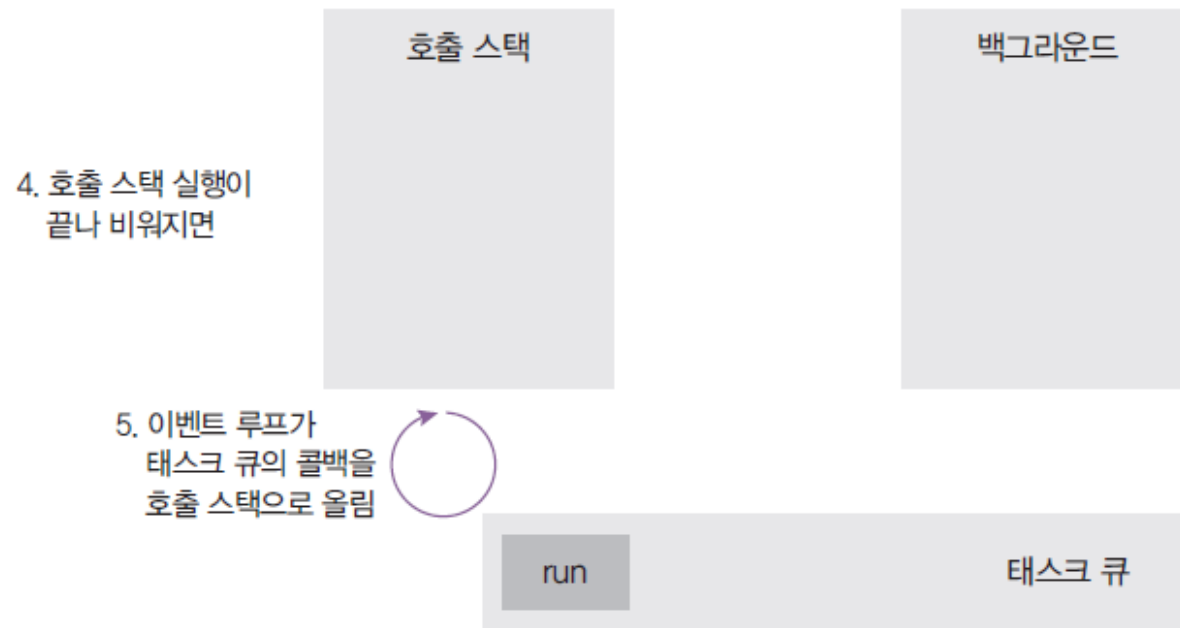 호출 스택
백그라운드
4. 호출 스택 실행이
끝나 비워지면
5. 이벤트 루프가
태스크 큐의 콜백을
호출 스택으로 올림
run
태스크 큐